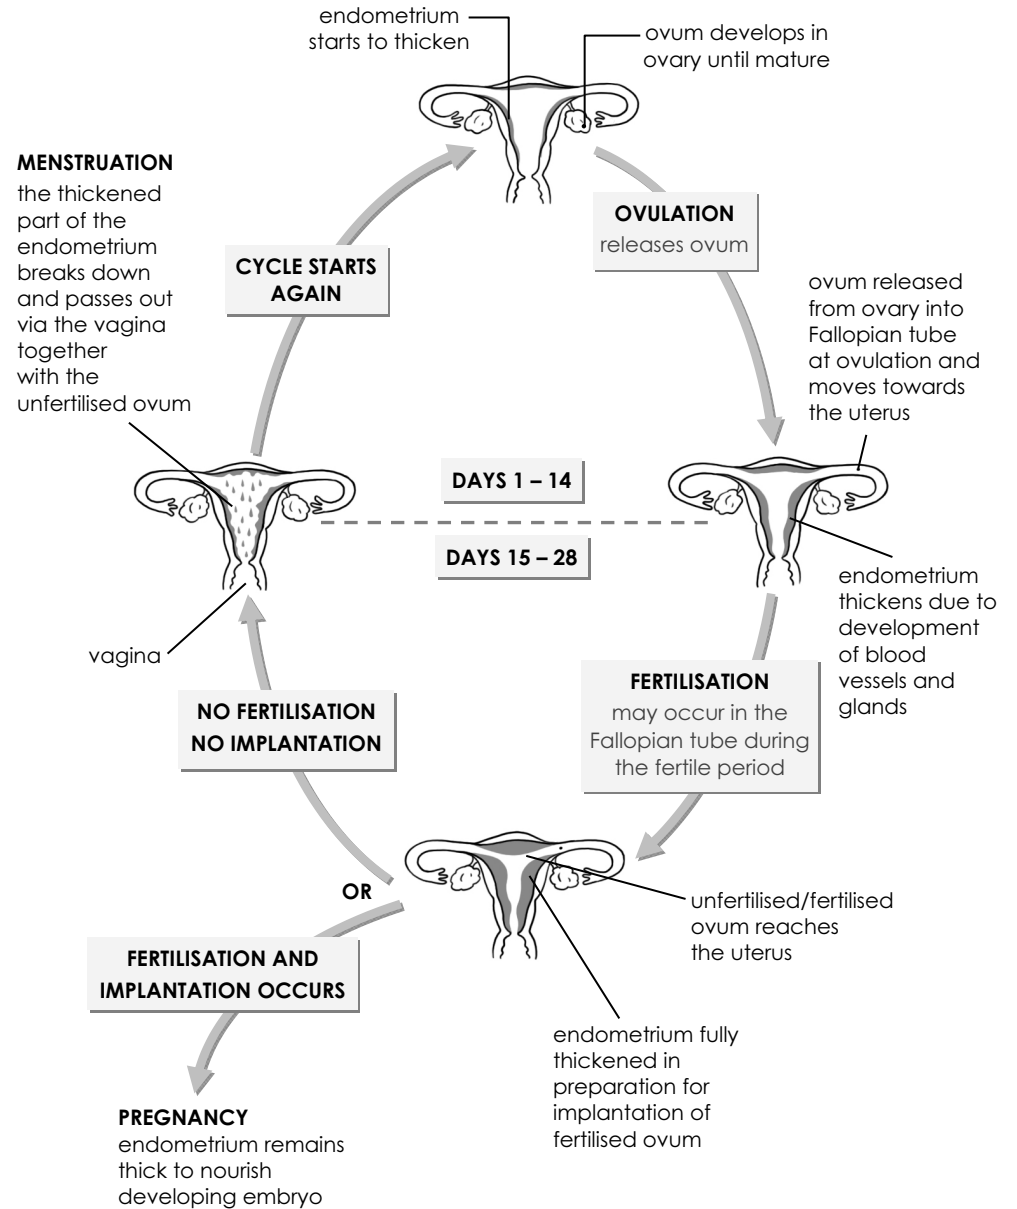 endometrium
starts to thicken
ovum develops in
ovary until mature
MENSTRUATION
the thickened
part of the
endometrium
breaks down
and passes out
via the vagina
together
with the
unfertilised ovum
CYCLE STARTS
AGAIN
OVULATION
releases ovum
ovum released
from ovary into
Fallopian tube
at ovulation and
moves towards
the uterus
DAYS 1 – 14
DAYS 15 – 28
endometrium
thickens due to
development
of blood
vessels and
glands
vagina
NO FERTILISATION
NO IMPLANTATION
FERTILISATION
may occur in the
Fallopian tube during
the fertile period
OR
unfertilised/fertilised
ovum reaches
the uterus
FERTILISATION AND
IMPLANTATION OCCURS
endometrium fully
thickened in
preparation for
implantation of
fertilised ovum
PREGNANCY
endometrium remains
thick to nourish
developing embryo